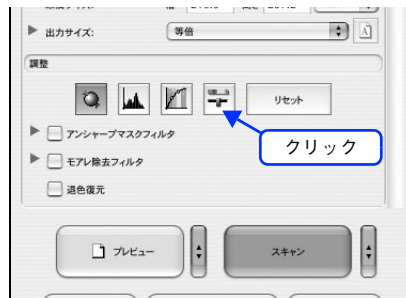 出力サイズ:
等倍
A
調整
リセット
アンシャープマスクフィルタ
クリック
モアレ除去フィルタ
退色復元
プレビュー
スキャン